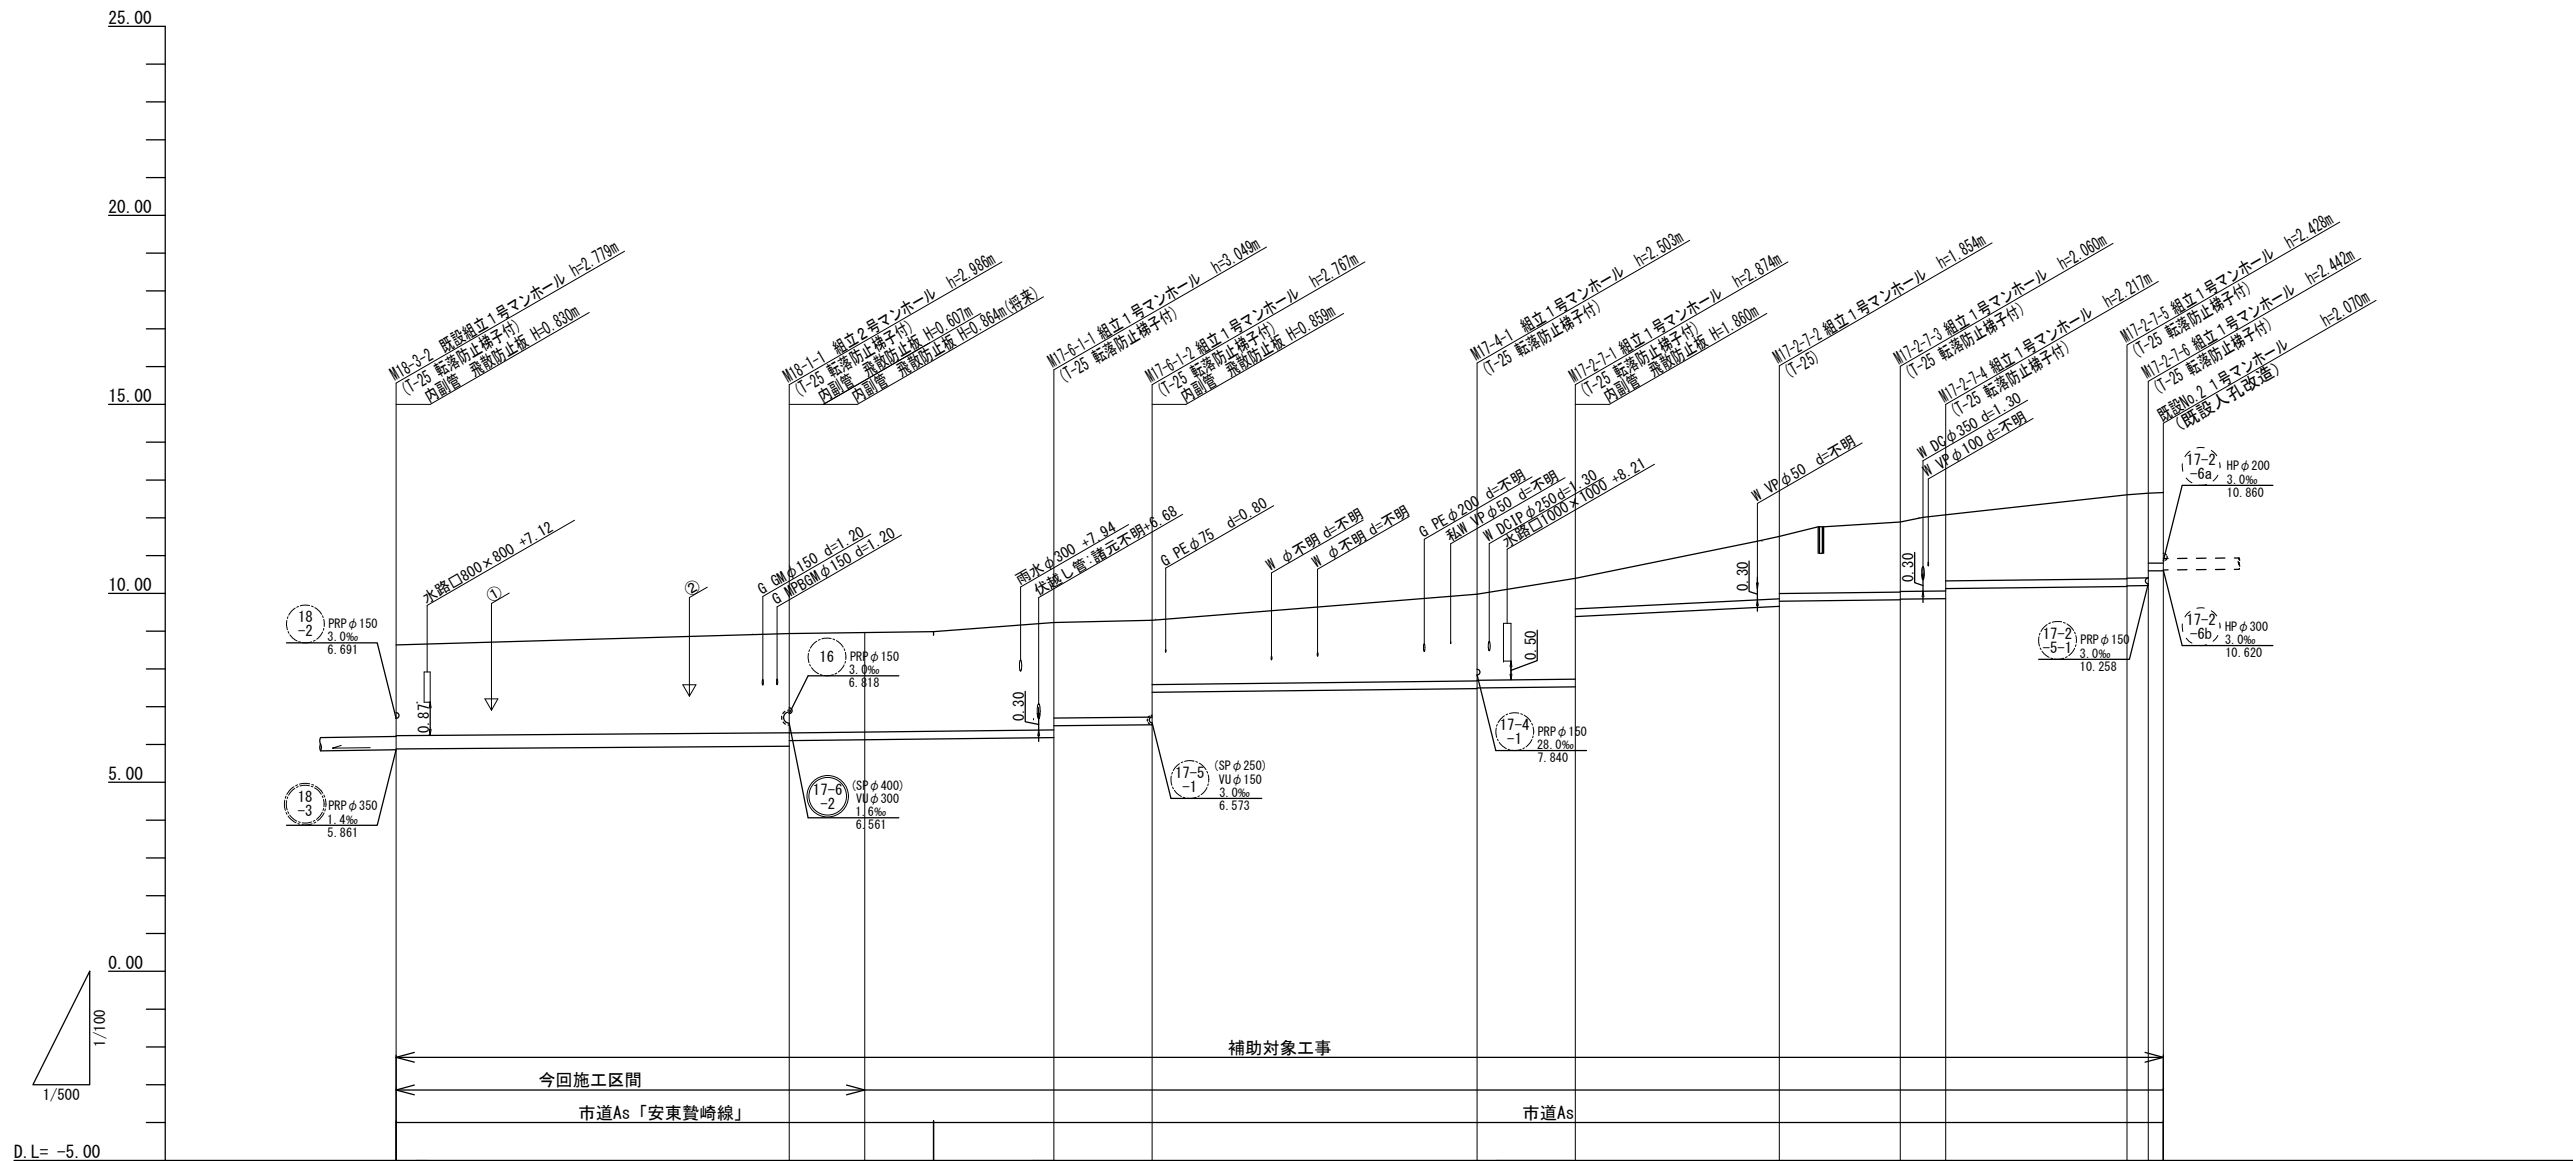 25.00
20.00
15.00
10.00
5.00
0.00
D.L= -5.00
1/100
1/500
M18-3-2 既設組立１号マンホール h=2.779m
(T-25 転落防止梯子付)
内副管 飛散防止板 H=0.830m
M18-1-1 組立２号マンホール h=2.986m
(T-25 転落防止梯子付)
内副管 飛散防止板 H=0.607m
内副管 飛散防止板 H=0.864m(将来)
M17-6-1-1 組立１号マンホール h=3.049m
(T-25 転落防止梯子付)
M17-6-1-2 組立１号マンホール h=2.767m
(T-25 転落防止梯子付)
内副管 飛散防止板 H=0.859m
M17-4-1 組立１号マンホール h=2.503m
(T-25 転落防止梯子付)
M17-2-7-1 組立１号マンホール h=2.874m
(T-25 転落防止梯子付)
内副管 飛散防止板 H=1.860m
M17-2-7-2 組立１号マンホール h=1.854m
(T-25)
M17-2-7-3 組立１号マンホール h=2.060m
(T-25 転落防止梯子付)
M17-2-7-4 組立１号マンホール h=2.217m
(T-25 転落防止梯子付)
M17-2-7-5 組立１号マンホール h=2.428m
(T-25 転落防止梯子付)
M17-2-7-6 組立１号マンホール h=2.442m
(T-25 転落防止梯子付)
既設No.2 １号マンホール h=2.070m
(既設人孔改造)
水路□800×800 +7.12
①
②
G GMφ150 d=1.20
G MPBGMφ150 d=1.20
雨水φ300 +7.94
伏越し管:諸元不明+6.68
G PEφ75 d=0.80
W φ不明 d=不明
W φ不明 d=不明
G PEφ200 d=不明
私W VPφ50 d=不明
W DCIPφ250d=1.30
水路□1000×1000 +8.21
W VPφ50 d=不明
W DCφ350 d=1.30
W VPφ100 d=不明
0.87
0.30
0.50
0.30
0.30
18
-2
PRPφ150
3.0‰
6.691
18
-3
PRPφ350
1.4‰
5.861
16
PRPφ150
3.0‰
6.818
17-6
-2
(SPφ400)
VUφ300
1.6‰
6.561
17-5
-1
(SPφ250)
VUφ150
3.0‰
6.573
17-4
-1
PRPφ150
28.0‰
7.840
17-2
-5-1
PRPφ150
3.0‰
10.258
17-2
-6a
HPφ200
3.0‰
10.860
17-2
-6b
HPφ300
3.0‰
10.620
補助対象工事
今回施工区間
市道As「安東贄崎線」
市道As